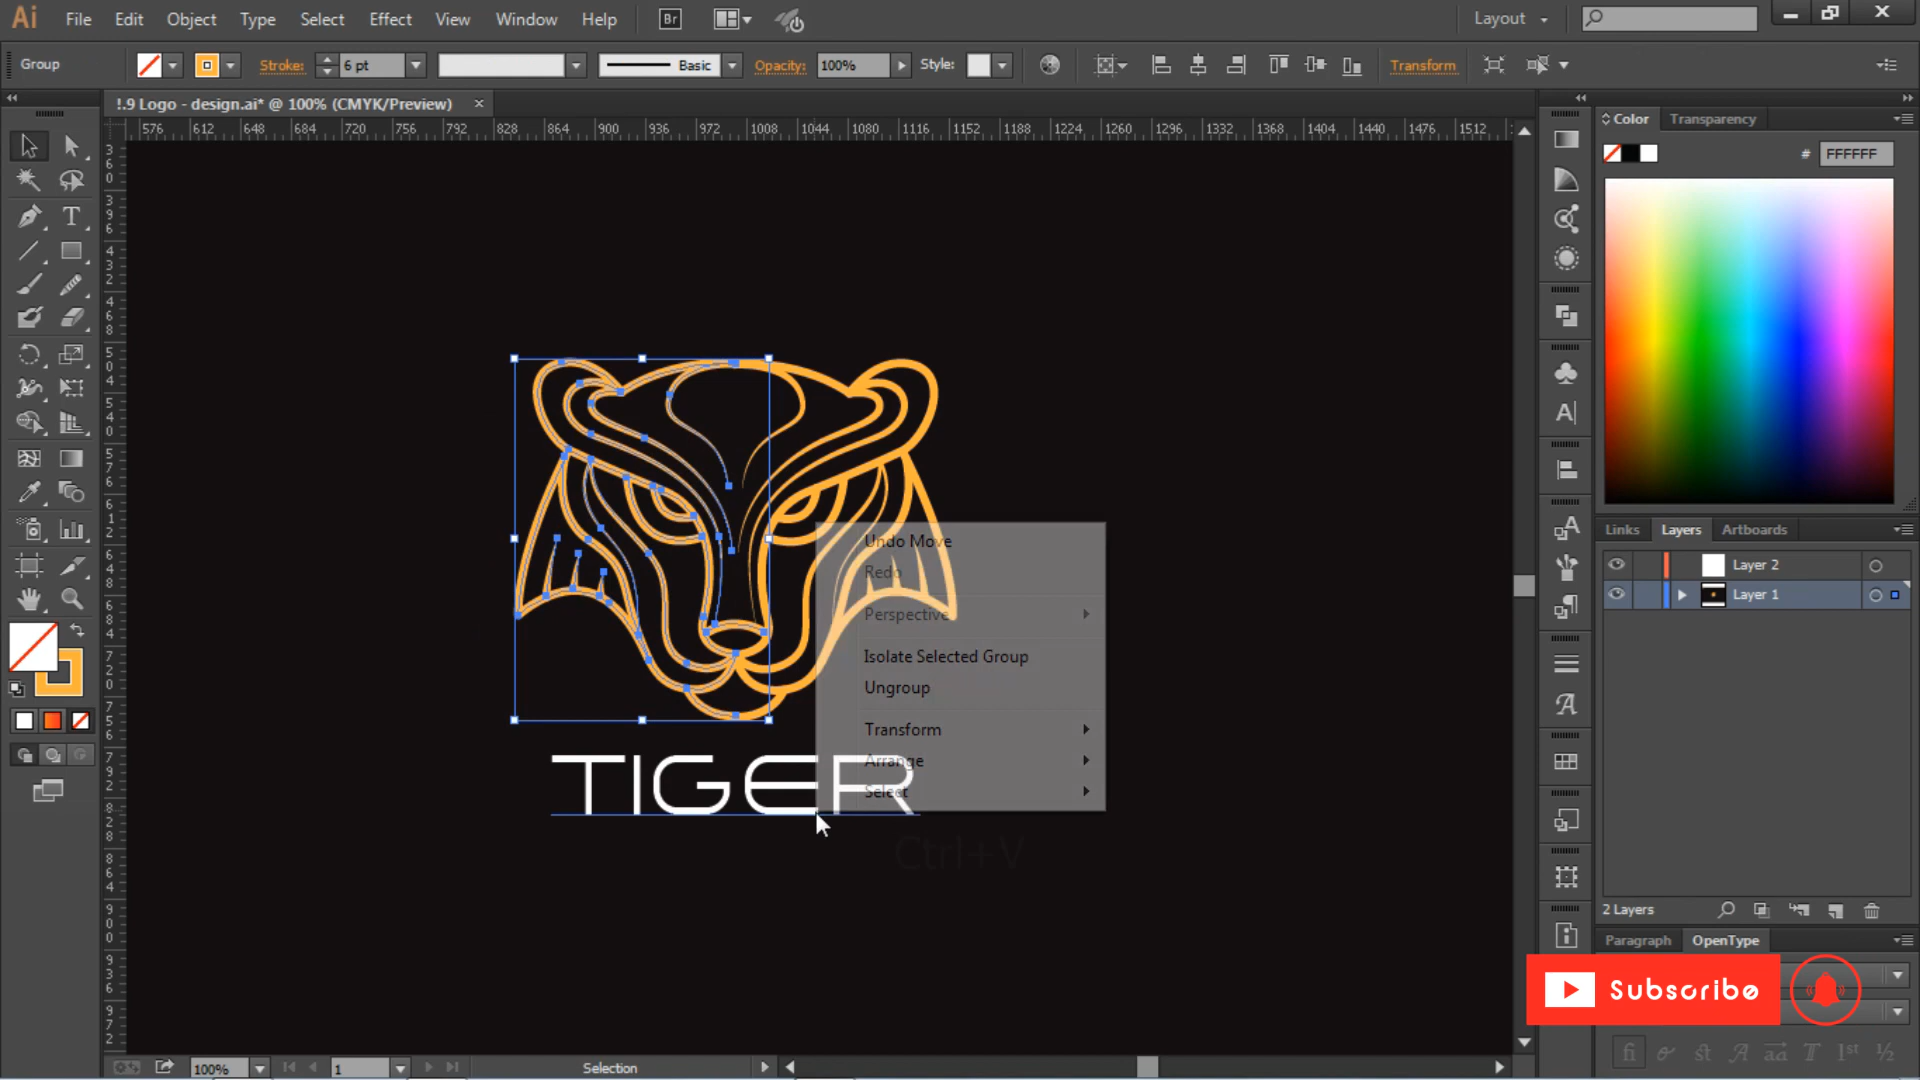 Ai File Edit Object Type Select Effect View Window Help Br Layout
Group Stroke: 6 pt Basic Opacity: 100% Style: Transform
!.9 Logo - design.ai* @ 100% (CMYK/Preview) ×
576 612 648 684 720 756 792 828 864 900 936 972 1008 1044 1080 1116 1152 1188 1224 1260 1296 1332 1368 1404 1440 1476 1512
Color Transparency
# FFFFFF
Undo Move
Redo
Perspective
Isolate Selected Group
Ungroup
Transform
Arrange
Select
TIGER
Ctrl+V
Links Layers Artboards
Layer 2
Layer 1
2 Layers
Paragraph OpenType
Subscribe
100% 1 Selection